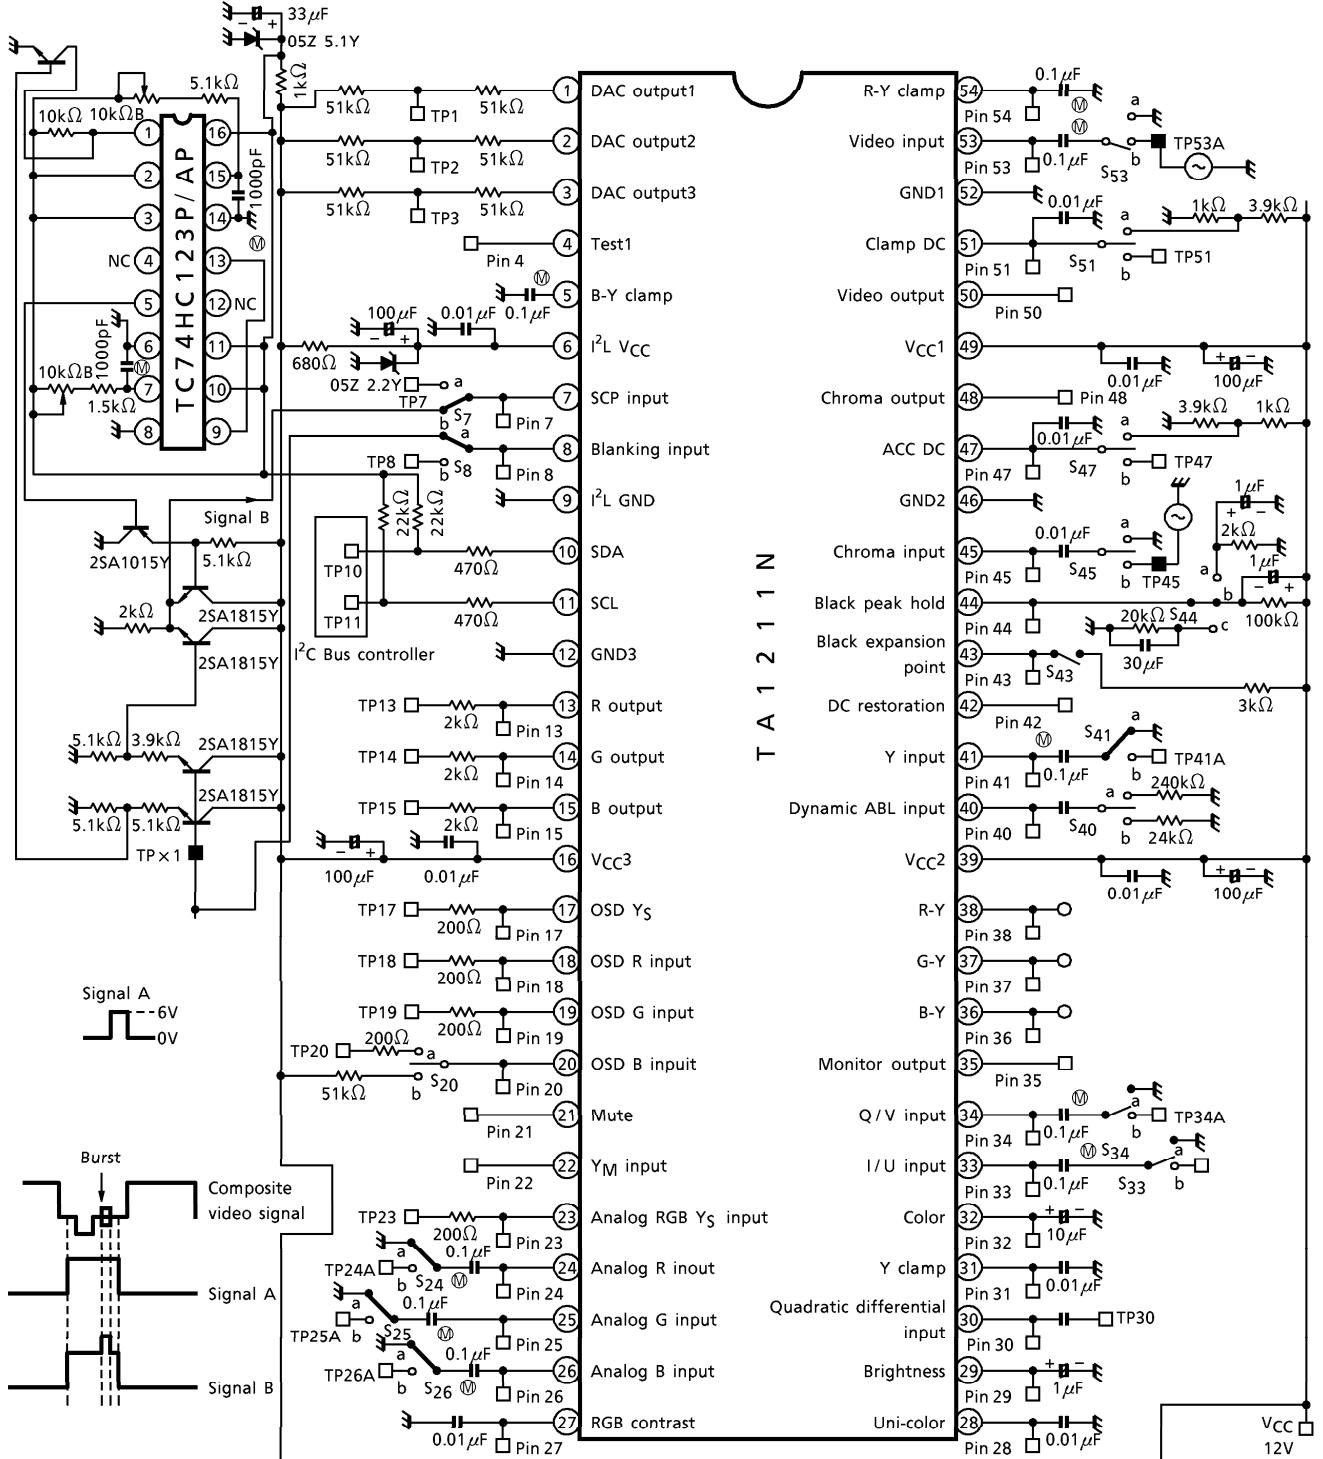 33μF
05Z 5.1Y
1kΩ
5.1kΩ
10kΩ 10kΩB
TC74HC123P/AP
1 16
2 15
3 14
NC 4 13
5 12 NC
6 11
7 10
8 9
1000pF
M
1000pF
M
10kΩB
1.5kΩ
51kΩ TP1 51kΩ
51kΩ TP2 51kΩ
51kΩ TP3 51kΩ
Pin 4
M
0.1μF
100μF
0.01μF
680Ω
05Z 2.2Y
a
TP7 S7
b
Pin 7
a
TP8 S8
b
Pin 8
Signal B
22kΩ
22kΩ
2SA1015Y
5.1kΩ
2SA1815Y
2kΩ
2SA1815Y
TP10
470Ω
TP11
470Ω
I2C Bus controller
5.1kΩ 3.9kΩ 2SA1815Y
2SA1815Y
5.1kΩ 5.1kΩ
TP×1
TP13 2kΩ Pin 13
TP14 2kΩ Pin 14
TP15 2kΩ Pin 15
100μF 0.01μF
TP17 200Ω Pin 17
TP18 200Ω Pin 18
TP19 200Ω Pin 19
TP20 200Ω a
S20
51kΩ b
Pin 20
Pin 21
Pin 22
TP23 200Ω Pin 23
a 0.1μF
TP24A b S24 M Pin 24
a 0.1μF
TP25A b S25 M Pin 25
a 0.1μF
TP26A b S26 M Pin 26
0.01μF Pin 27
Signal A
6V
0V
Burst
Composite
video signal
Signal A
Signal B
TA1211N
1 DAC output1
2 DAC output2
3 DAC output3
4 Test1
5 B-Y clamp
6 I2L VCC
7 SCP input
8 Blanking input
9 I2L GND
10 SDA
11 SCL
12 GND3
13 R output
14 G output
15 B output
16 VCC3
17 OSD YS
18 OSD R input
19 OSD G input
20 OSD B inpuit
21 Mute
22 YM input
23 Analog RGB YS input
24 Analog R inout
25 Analog G input
26 Analog B input
27 RGB contrast
R-Y clamp 54
Video input 53
GND1 52
Clamp DC 51
Video output 50
VCC1 49
Chroma output 48
ACC DC 47
GND2 46
Chroma input 45
Black peak hold 44
Black expansion
point 43
DC restoration 42
Y input 41
Dynamic ABL input 40
VCC2 39
R-Y 38
G-Y 37
B-Y 36
Monitor output 35
Q/V input 34
I/U input 33
Color 32
Y clamp 31
Quadratic differential
input 30
Brightness 29
Uni-color 28
0.1μF
Pin 54 M
M a
Pin 53 0.1μF S53 b TP53A
0.01μF a 1kΩ 3.9kΩ
Pin 51 S51 b TP51
Pin 50
0.01μF 100μF
Pin 48
3.9kΩ 1kΩ
0.01μF a
Pin 47 S47 b TP47
0.01μF a
Pin 45 S45 b TP45
1μF
2kΩ
1μF
a
b
Pin 44 20kΩ S44 c 100kΩ
30μF
Pin 43 S43
3kΩ
Pin 42
M S41 a
Pin 41 0.1μF b TP41A
a 240kΩ
Pin 40 S40 b 24kΩ
0.01μF 100μF
Pin 38
Pin 37
Pin 36
Pin 35
M a
Pin 34 0.1μF b TP34A
M S34 a
Pin 33 0.1μF S33 b
Pin 32 10μF
Pin 31 0.01μF
Pin 30 TP30
Pin 29 1μF
Pin 28 0.01μF
VCC
12V